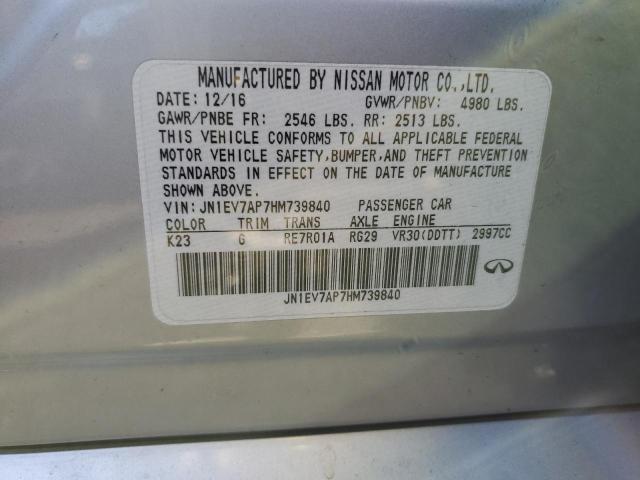 MANUFACTURED BY NISSAN MOTOR CO.,LTD.
DATE: 12/16 GVWR/PNBV: 4980 LBS.
GAWR/PNBE FR: 2546 LBS. RR: 2513 LBS.
THIS VEHICLE CONFORMS TO ALL APPLICABLE FEDERAL
MOTOR VEHICLE SAFETY,BUMPER,AND THEFT PREVENTION
STANDARDS IN EFFECT ON THE DATE OF MANUFACTURE
SHOWN ABOVE.
VIN: JN1EV7AP7HM739840 PASSENGER CAR
COLOR TRIM TRANS AXLE ENGINE
K23 G RE7R01A RG29 VR30(DDTT) 2997CC
JN1EV7AP7HM739840